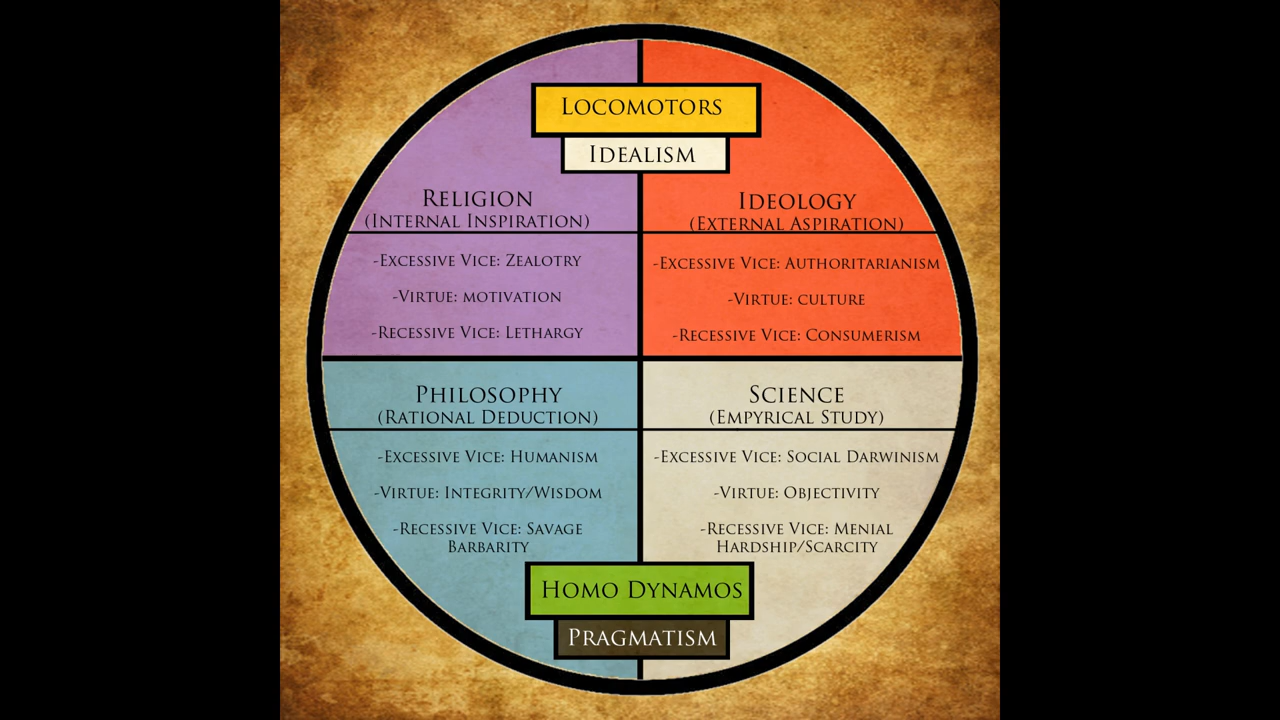 LOCOMOTORS
IDEALISM
RELIGION
(INTERNAL INSPIRATION)
-EXCESSIVE VICE: ZEALOTRY
-VIRTUE: MOTIVATION
-RECESSIVE VICE: LETHARGY
IDEOLOGY
(EXTERNAL ASPIRATION)
-EXCESSIVE VICE: AUTHORITARIANISM
-VIRTUE: CULTURE
-RECESSIVE VICE: CONSUMERISM
PHILOSOPHY
(RATIONAL DEDUCTION)
-EXCESSIVE VICE: HUMANISM
-VIRTUE: INTEGRITY/WISDOM
-RECESSIVE VICE: SAVAGE
BARBARITY
SCIENCE
(EMPYRICAL STUDY)
-EXCESSIVE VICE: SOCIAL DARWINISM
-VIRTUE: OBJECTIVITY
-RECESSIVE VICE: MENIAL
HARDSHIP/SCARCITY
HOMO DYNAMOS
PRAGMATISM